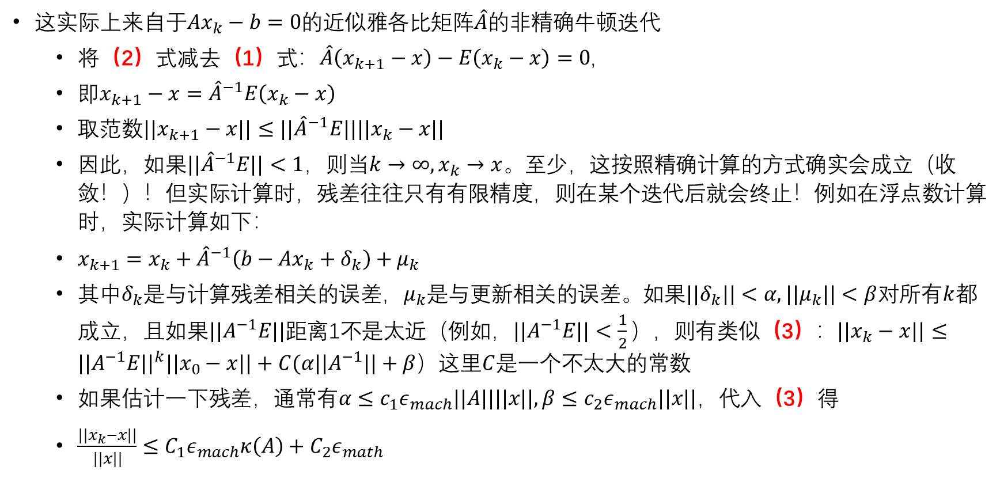 • 这实际上来自于$Ax_k - b = 0$的近似雅各比矩阵$\hat{A}$的非精确牛顿迭代
• 将（2）式减去（1）式：$\hat{A}(x_{k+1} - x) - E(x_k - x) = 0$,
• 即$x_{k+1} - x = \hat{A}^{-1}E(x_k - x)$
• 取范数$||x_{k+1} - x|| \leq ||\hat{A}^{-1}E||||x_k - x||$
• 因此，如果$||\hat{A}^{-1}E|| < 1$，则当$k \to \infty, x_k \to x$。至少，这按照精确计算的方式确实会成立（收
敛！）！但实际计算时，残差往往只有有限精度，则在某个迭代后就会终止！例如在浮点数计算
时，实际计算如下：
• $x_{k+1} = x_k + \hat{A}^{-1}(b - Ax_k + \delta_k) + \mu_k$
• 其中$\delta_k$是与计算残差相关的误差，$\mu_k$是与更新相关的误差。如果$||\delta_k|| < \alpha, ||\mu_k|| < \beta$对所有$k$都
成立，且如果$||A^{-1}E||$距离1不是太近（例如，$||A^{-1}E|| < \frac{1}{2}$），则有类似（3）：$||x_k - x|| \leq$
$||A^{-1}E||^k||x_0 - x|| + C(\alpha||A^{-1}|| + \beta$）这里$C$是一个不太大的常数
• 如果估计一下残差，通常有$\alpha \leq c_1\epsilon_{mach}||A||||x||, \beta \leq c_2\epsilon_{mach}||x||$，代入（3）得
• $\frac{||x_k - x||}{||x||} \leq C_1\epsilon_{mach}\kappa(A) + C_2\epsilon_{math}$